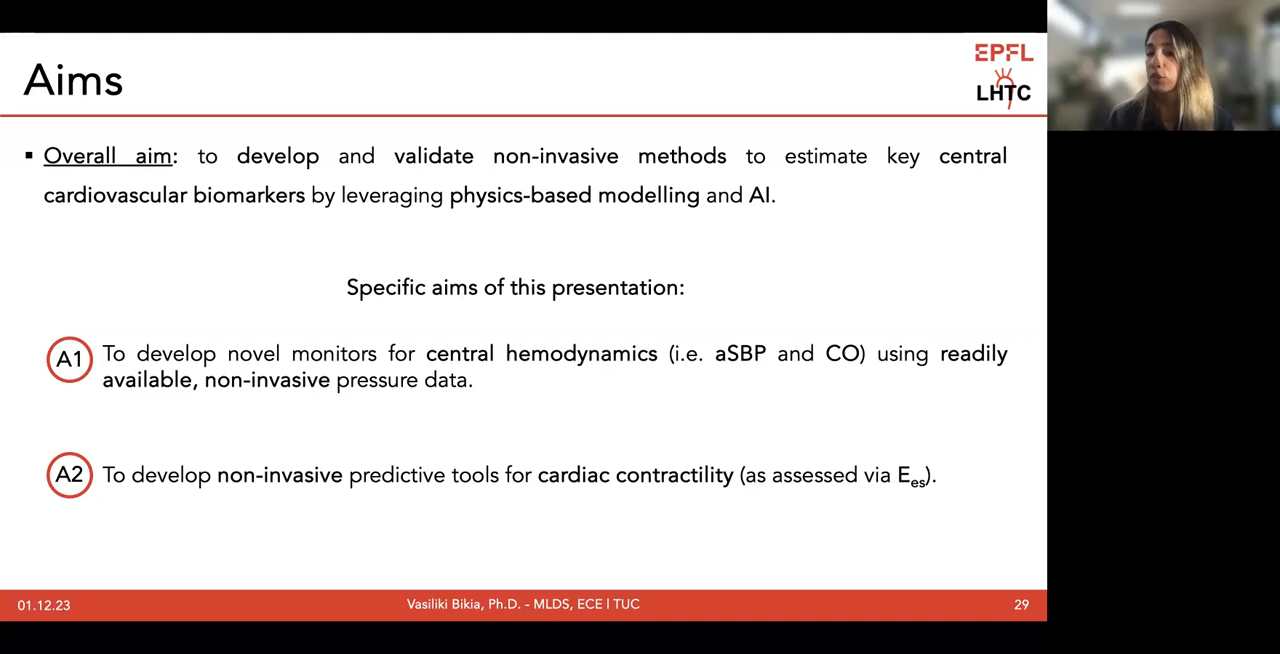 EPFL
LHTC
Aims
▪ Overall aim: to develop and validate non-invasive methods to estimate key central
cardiovascular biomarkers by leveraging physics-based modelling and AI.
Specific aims of this presentation:
A1 To develop novel monitors for central hemodynamics (i.e. aSBP and CO) using readily
available, non-invasive pressure data.
A2 To develop non-invasive predictive tools for cardiac contractility (as assessed via Ees).
01.12.23 Vasiliki Bikia, Ph.D. - MLDS, ECE | TUC 29